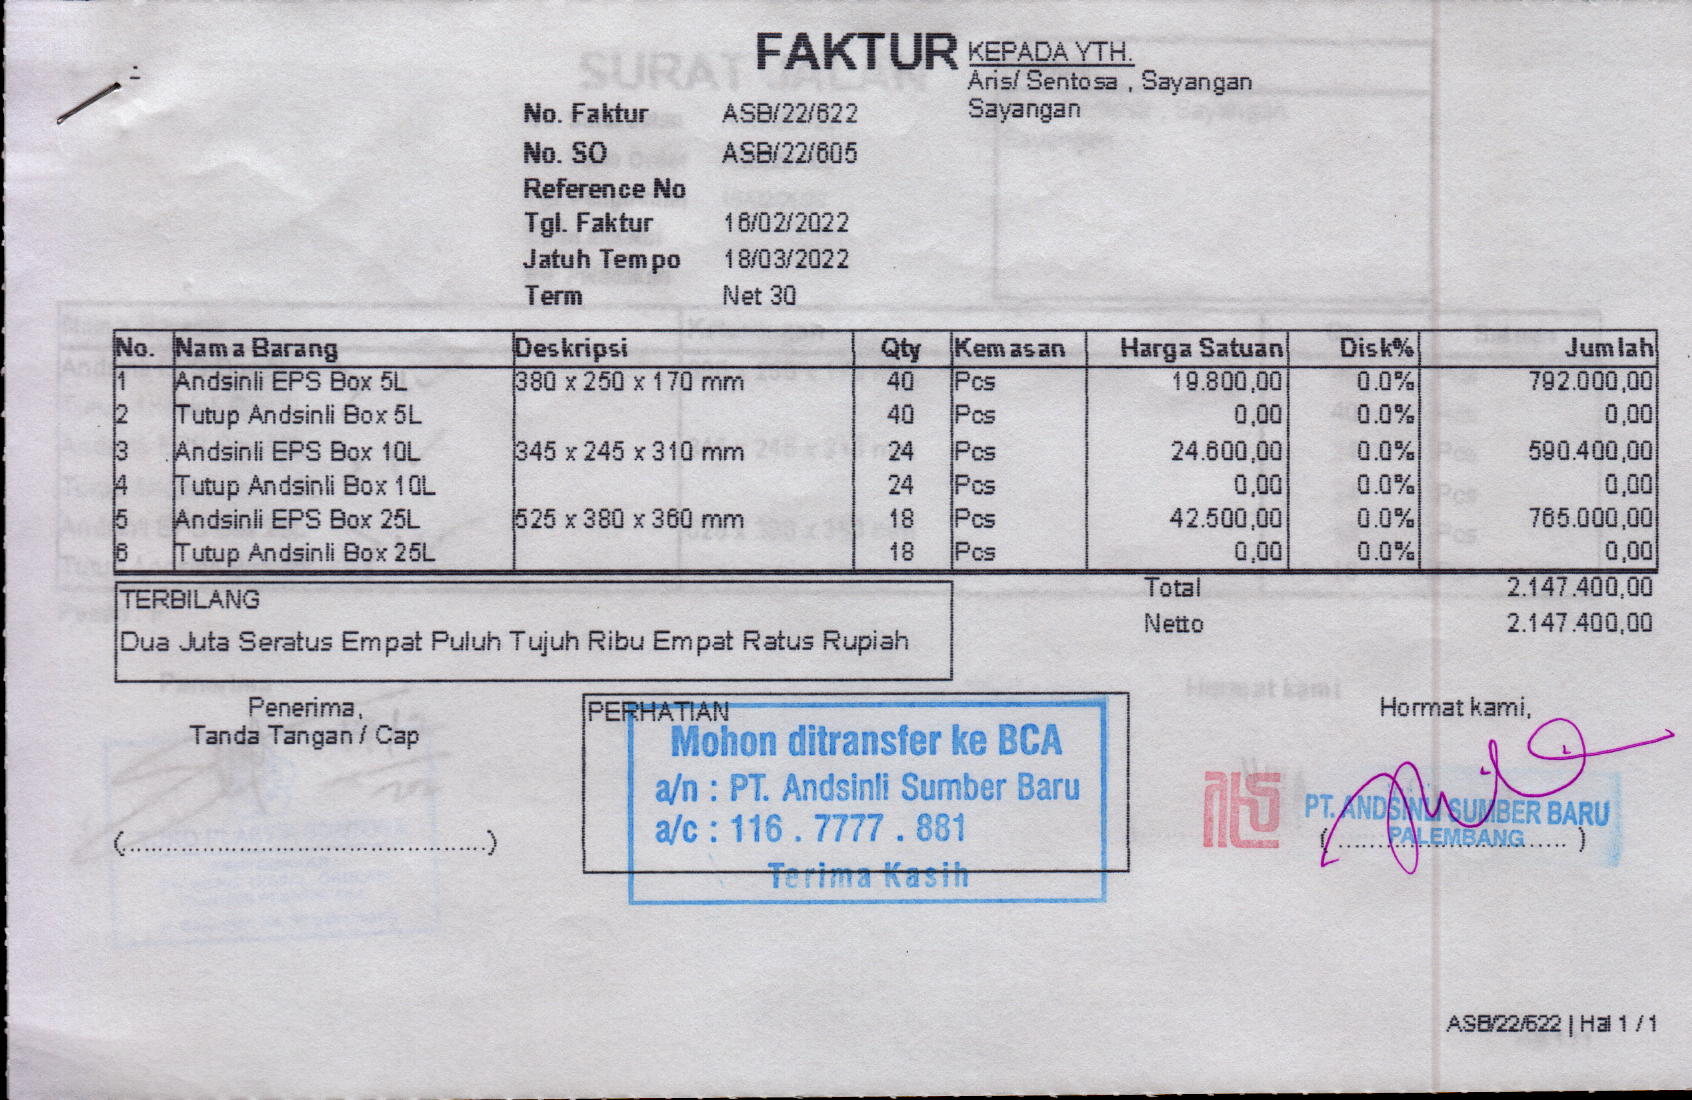 FAKTUR
KEPADA YTH.
Aris/ Sentosa , Sayangan
Sayangan
No. Faktur ASB/22/622
No. SO ASB/22/605
Reference No
Tgl. Faktur 16/02/2022
Jatuh Tempo 18/03/2022
Term Net 30
No. Nama Barang Deskripsi Qty Kemasan Harga Satuan Disk% Jumlah
1 Andsinli EPS Box 5L 380 x 250 x 170 mm 40 Pcs 19.800,00 0.0% 792.000,00
2 Tutup Andsinli Box 5L 40 Pcs 0,00 0.0% 0,00
3 Andsinli EPS Box 10L 345 x 245 x 310 mm 24 Pcs 24.600,00 0.0% 590.400,00
4 Tutup Andsinli Box 10L 24 Pcs 0,00 0.0% 0,00
5 Andsinli EPS Box 25L 525 x 380 x 360 mm 18 Pcs 42.500,00 0.0% 765.000,00
6 Tutup Andsinli Box 25L 18 Pcs 0,00 0.0% 0,00
Total 2.147.400,00
Netto 2.147.400,00
TERBILANG
Dua Juta Seratus Empat Puluh Tujuh Ribu Empat Ratus Rupiah
Penerima,
Tanda Tangan / Cap
(............................................)
PERHATIAN
Mohon ditransfer ke BCA
a/n : PT. Andsinli Sumber Baru
a/c : 116 . 7777 . 881
Terima Kasih
Hormat kami,
PT. ANDSINLI SUMBER BARU
PALEMBANG
(............................)
ASB/22/622 | Hal 1 / 1
SURAT JALAN
Hormat kami
Penerima